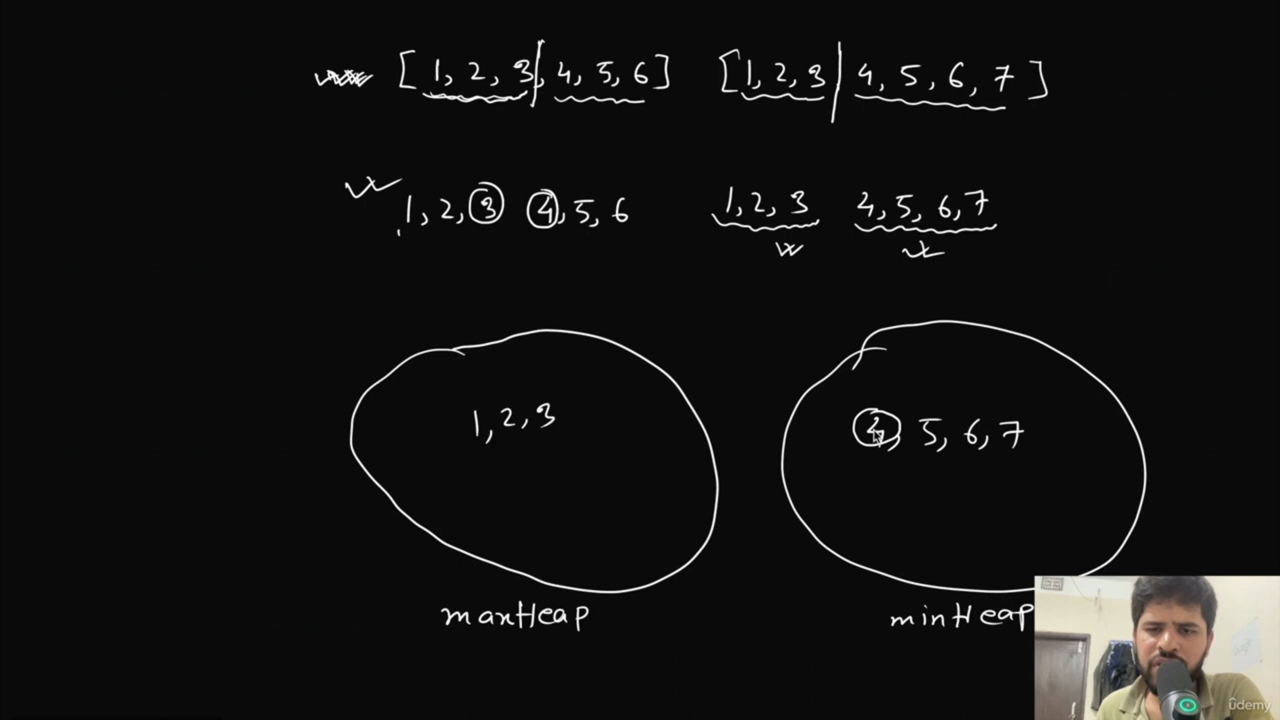 [1, 2, 3, 4, 5, 6] [1, 2, 3 4, 5, 6, 7]
1, 2, 3 4, 5, 6 1, 2, 3 4, 5, 6, 7
1, 2, 3 4, 5, 6, 7
maxHeap minHeap
ûdemy